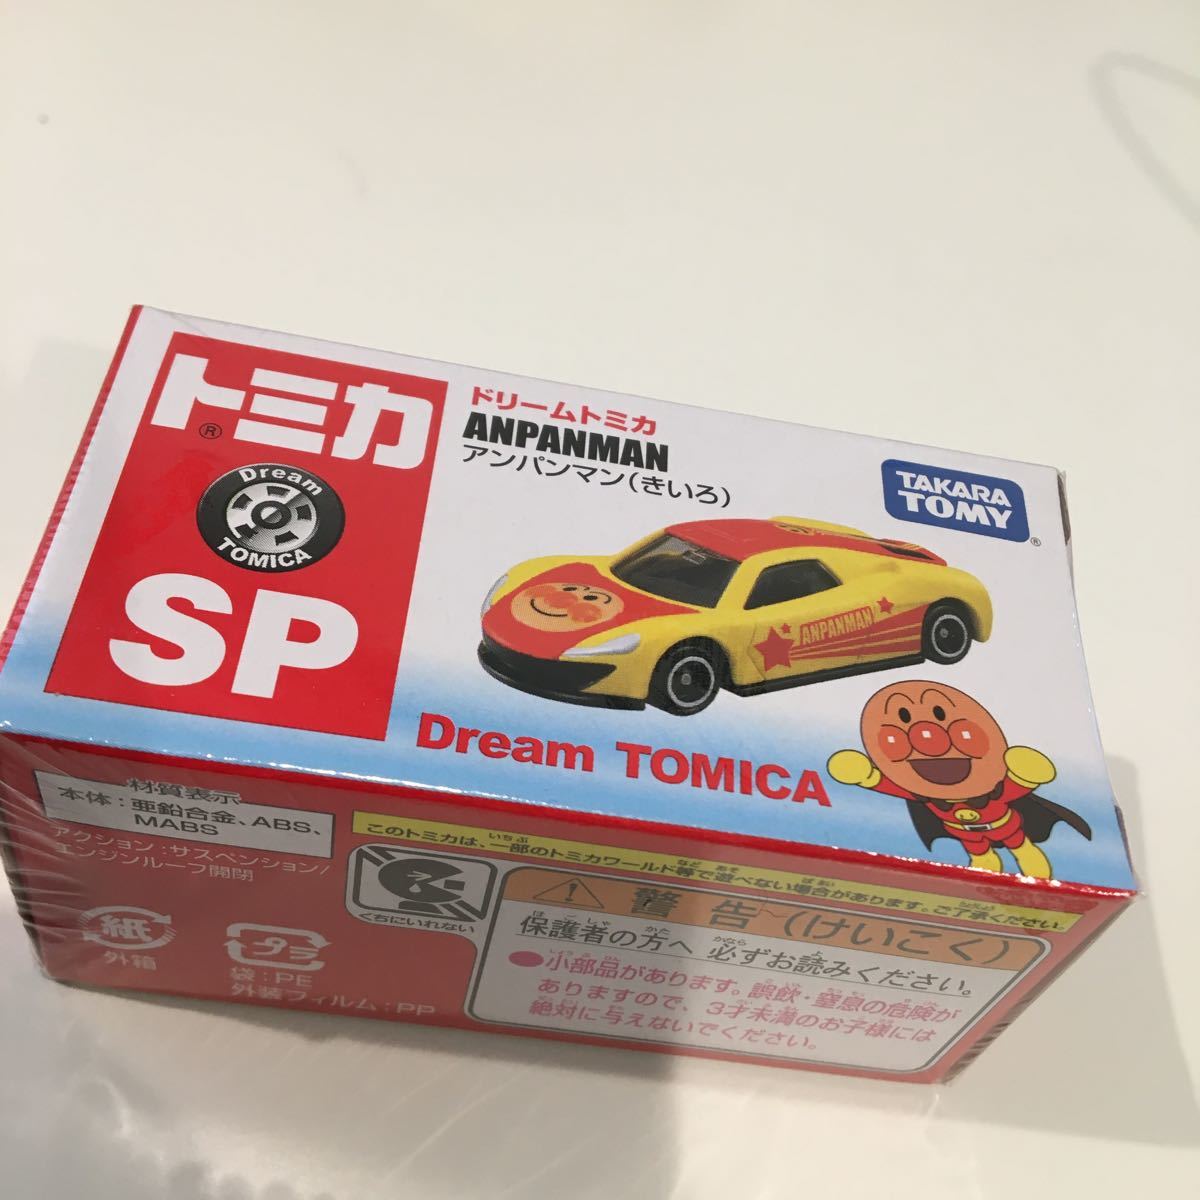 トミカ
®
Dream
TOMICA
SP
ドリームトミカ
ANPANMAN
アンパンマン(きいろ)
TAKARA
TOMY
®
ANPANMAN
Dream TOMICA
材質表示
本体:亜鉛合金、ABS、
MABS
アクション:サスペンション/
エンジンルーフ開閉
紙
外箱
プラ
袋:PE
外装フィルム:PP
このトミカは、一部のトミカワールド等で遊べない場合があります。ご了承ください。
くちにいれない
警告(けいこく)
保護者の方へ 必ずお読みください。
●小部品があります。誤飲・窒息の危険が
ありますので、3才未満のお子様には
絶対に与えないでください。